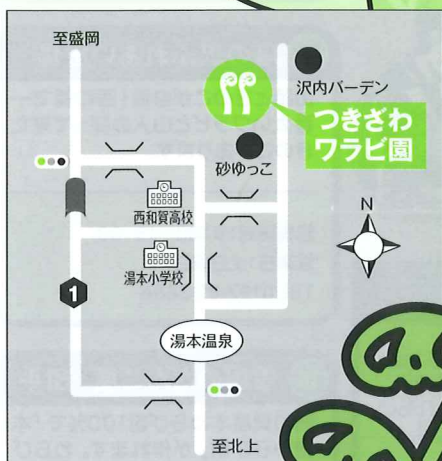 至盛岡
沢内バーデン
つきざわ
ワラビ園
砂ゆっこ
西和賀高校
N
湯本小学校
1
湯本温泉
至北上